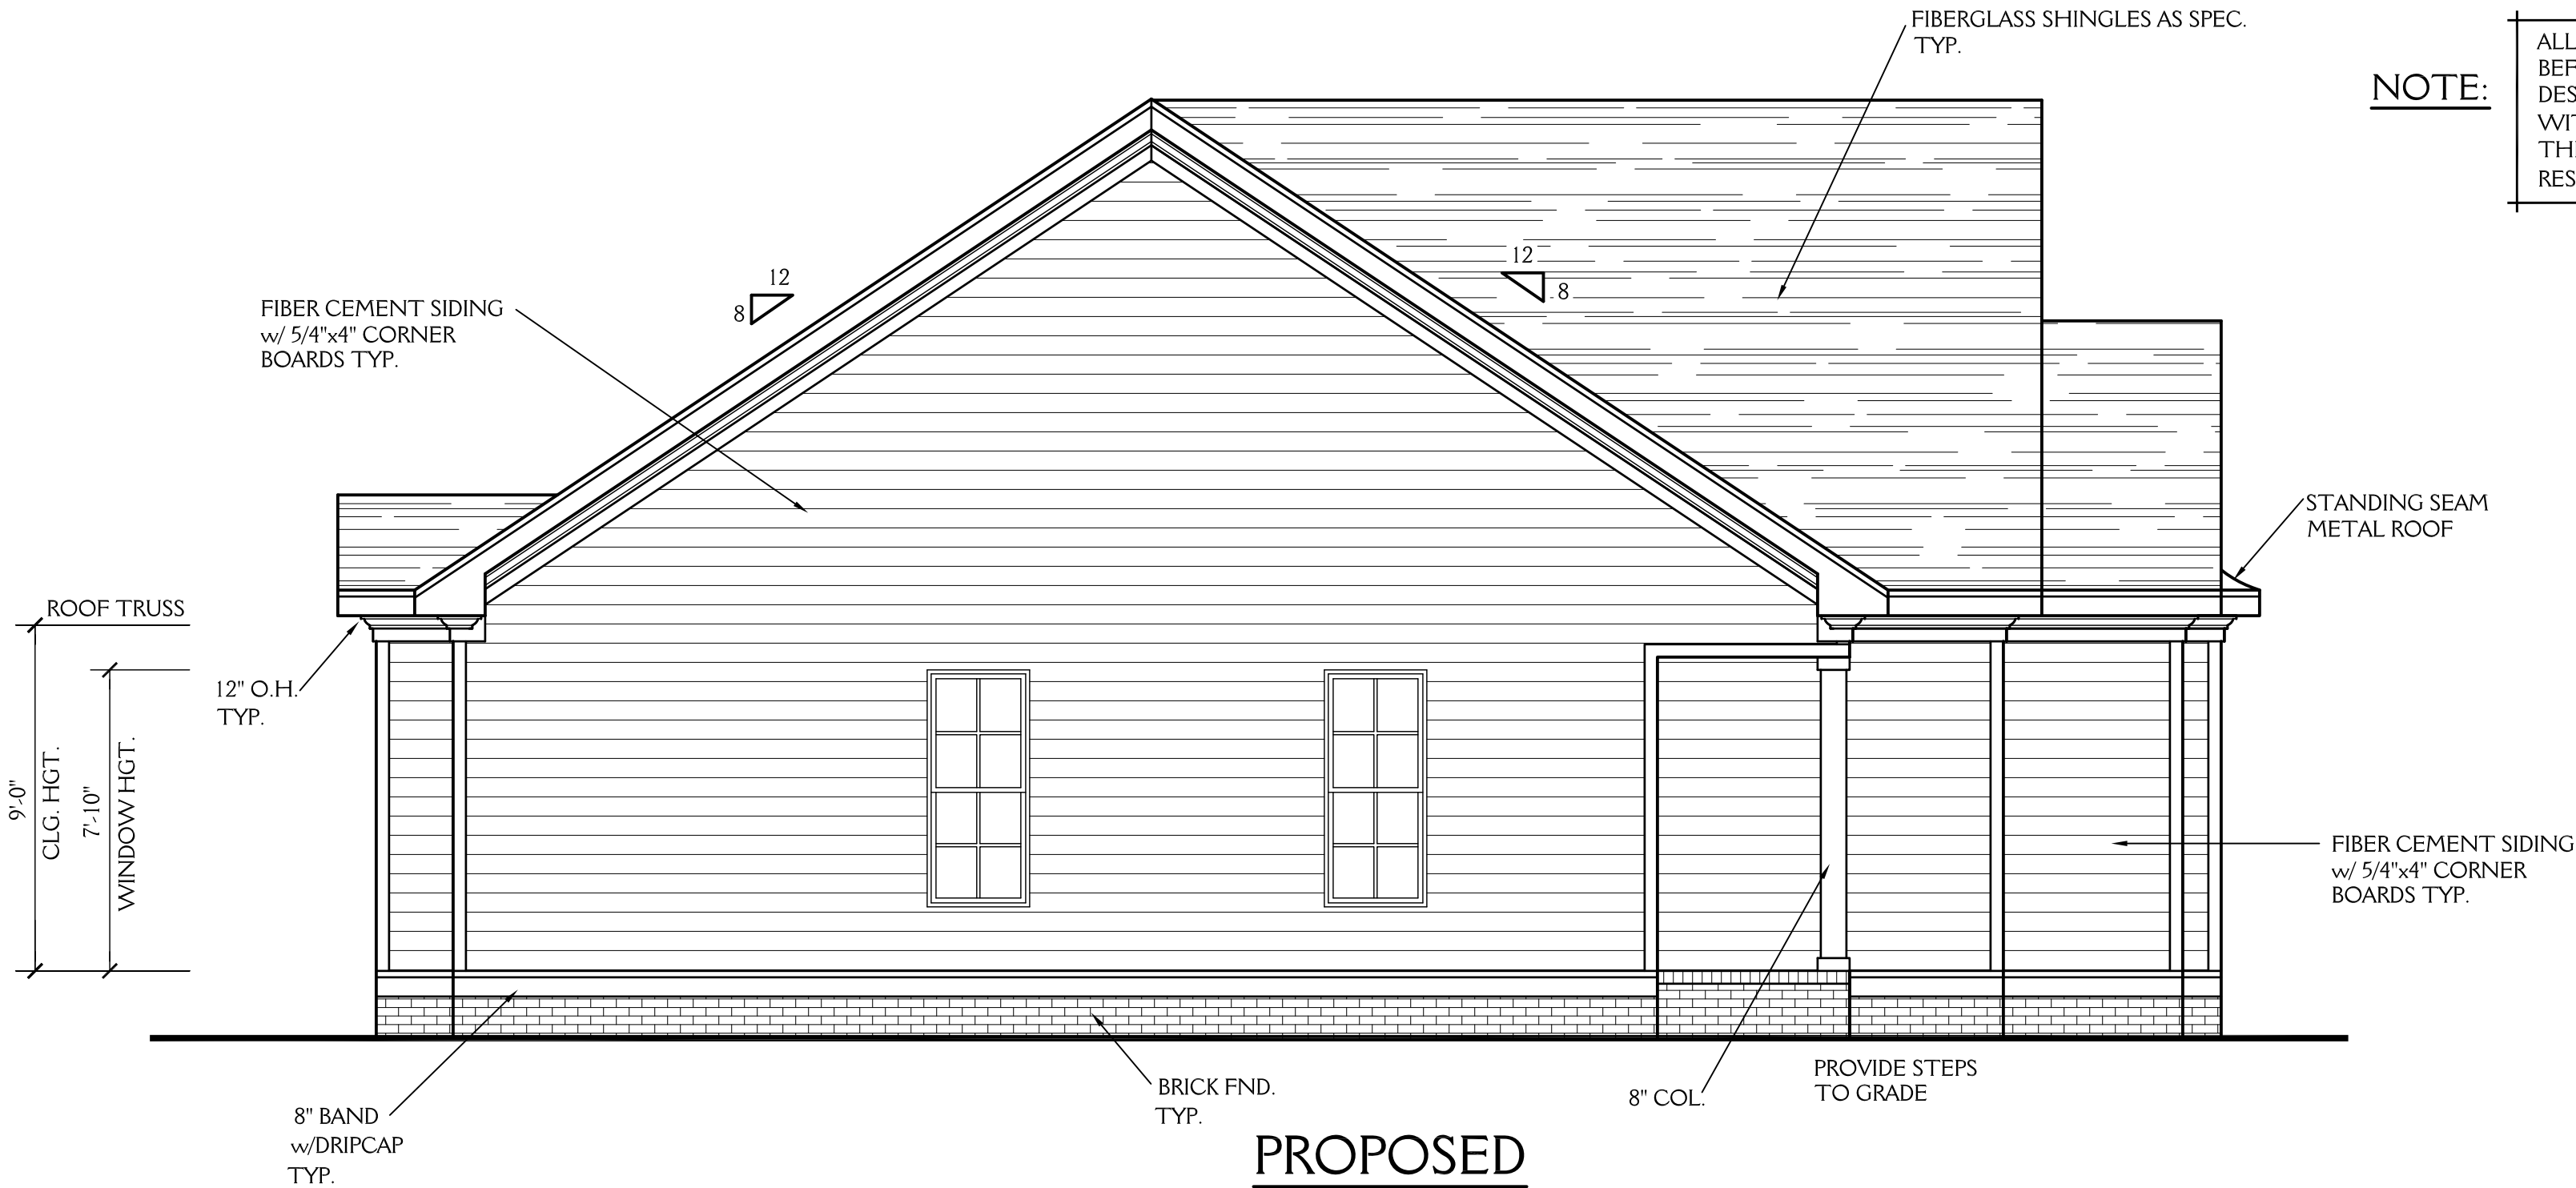 FIBERGLASS SHINGLES AS SPEC.
TYP.
NOTE:
ALL
12
8
12
8
FIBER CEMENT SIDING
w/ 5/4"x4" CORNER
BOARDS TYP.
STANDING SEAM
METAL ROOF
ROOF TRUSS
12" O.H.
TYP.
9'-0"
CLG. HGT.
7'-10"
WINDOW HGT.
FIBER CEMENT SIDING
w/ 5/4"x4" CORNER
BOARDS TYP.
8" BAND
w/DRIPCAP
TYP.
BRICK FND.
TYP.
8" COL.
PROVIDE STEPS
TO GRADE
PROPOSED